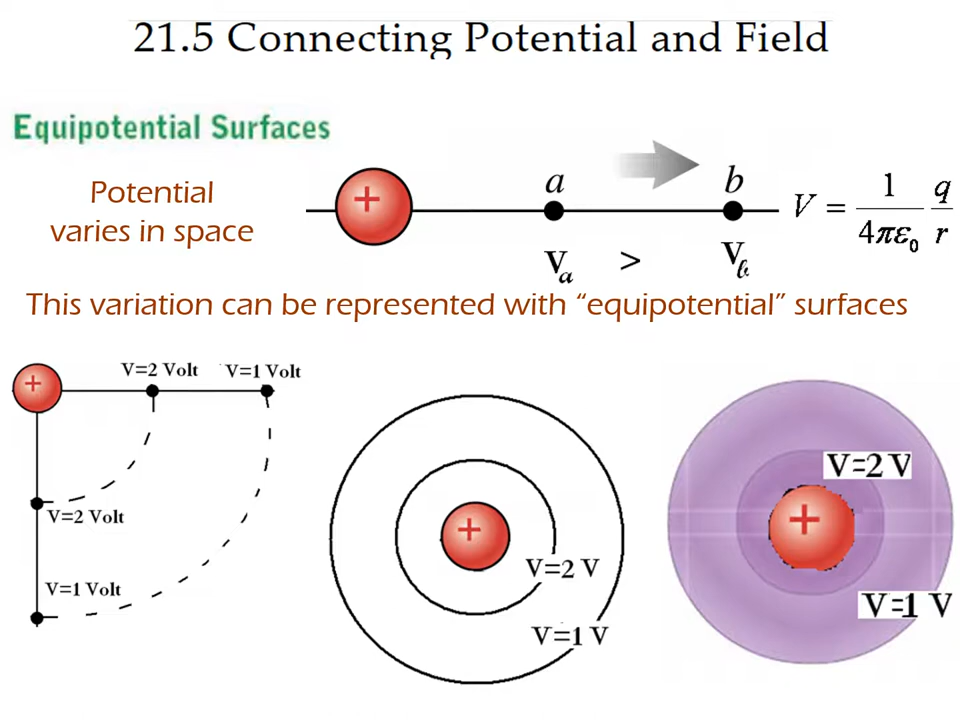 21.5 Connecting Potential and Field
Equipotential Surfaces
Potential
varies in space
+
a
b
V = 1/4πε₀ q/r
Vₐ > V_b
This variation can be represented with “equipotential” surfaces
+
V=2 Volt
V=1 Volt
V=2 Volt
V=1 Volt
+
V=2 V
V=1 V
V=2 V
+
V=1 V